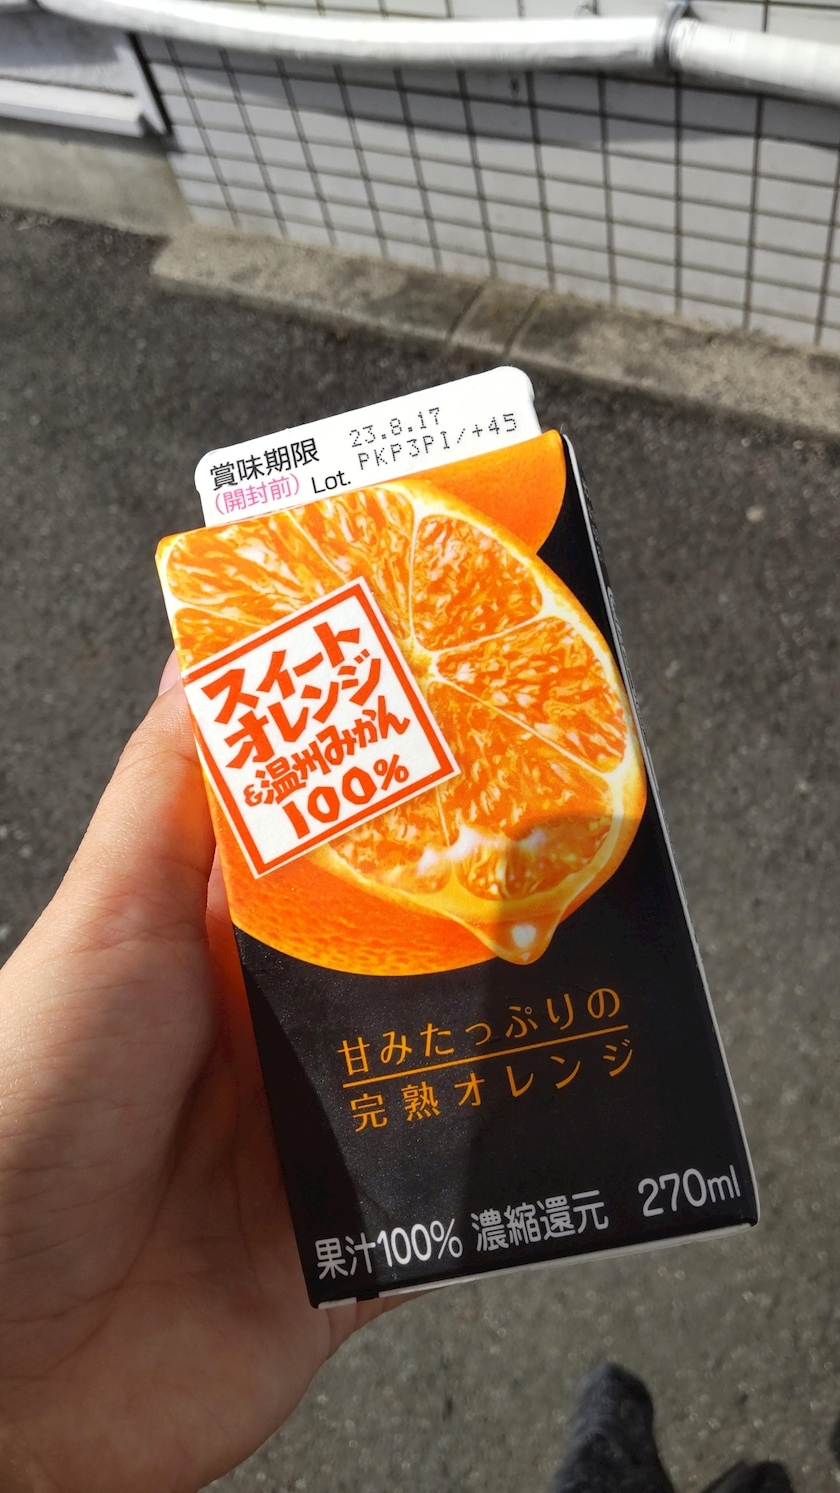 賞味期限 23.8.17
（開封前） Lot. PKP3PI/+45
スイート
オレンジ
&温州みかん
100%
甘みたっぷりの
完熟オレンジ
果汁100% 濃縮還元 270ml